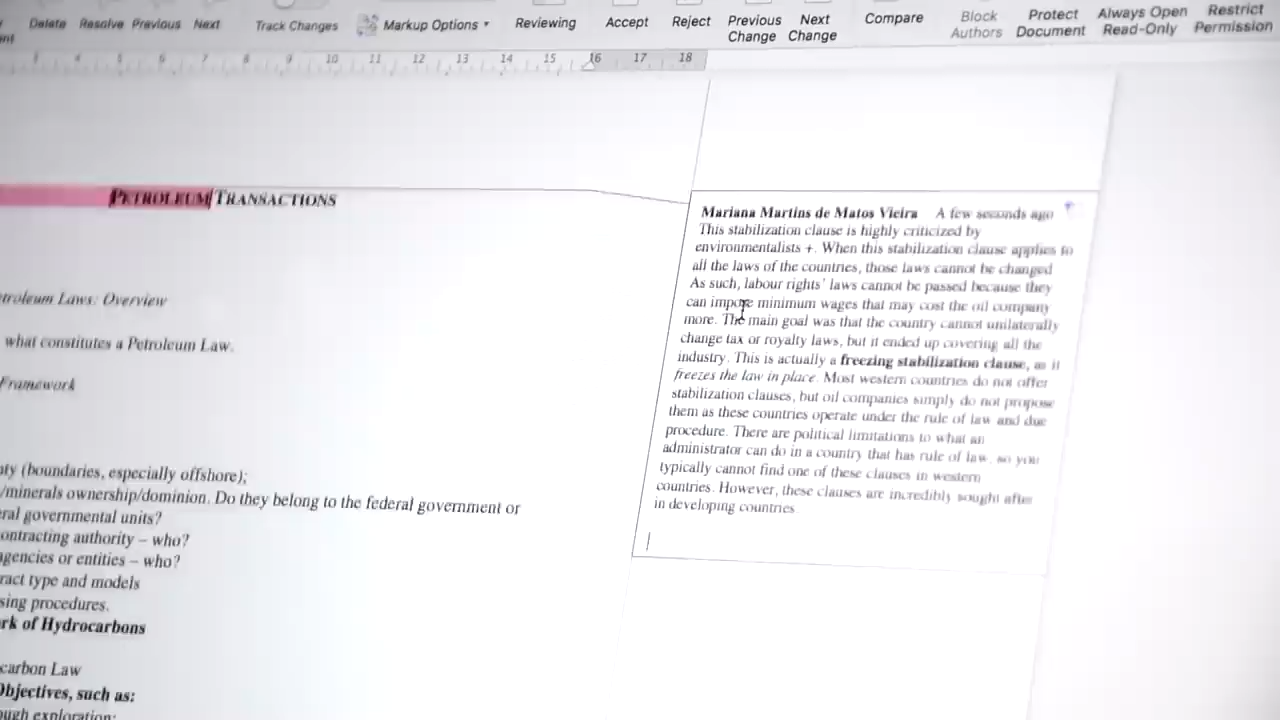 Delete Resolve Previous Next Track Changes Markup Options Reviewing Accept Reject Previous Change Next Change Compare Block Authors Protect Document Always Open Read-Only Restrict Permission
3 4 5 6 7 8 9 10 11 12 13 14 15 16 17 18
PETROLEUM TRANSACTIONS
Mariana Martins de Matos Vieira A few seconds ago
This stabilization clause is highly criticized by
environmentalists +. When this stabilization clause applies to
all the laws of the countries, those laws cannot be changed
As such, labour rights' laws cannot be passed because they
can impose minimum wages that may cost the oil company
more. The main goal was that the country cannot unilaterally
change tax or royalty laws, but it ended up covering all the
industry. This is actually a freezing stabilization clause, as it
freezes the law in place. Most western countries do not offer
stabilization clauses, but oil companies simply do not propose
them as these countries operate under the rule of law and due
procedure. There are political limitations to what an
administrator can do in a country that has rule of law, so you
typically cannot find one of these clauses in western
countries. However, these clauses are incredibly sought after
in developing countries
troleum Laws: Overview
what constitutes a Petroleum Law.
Framework
nty (boundaries, especially offshore);
/minerals ownership/dominion. Do they belong to the federal government or
ral governmental units?
ontracting authority – who?
agencies or entities – who?
ract type and models
sing procedures.
rk of Hydrocarbons
carbon Law
Objectives, such as:
ough exploration;